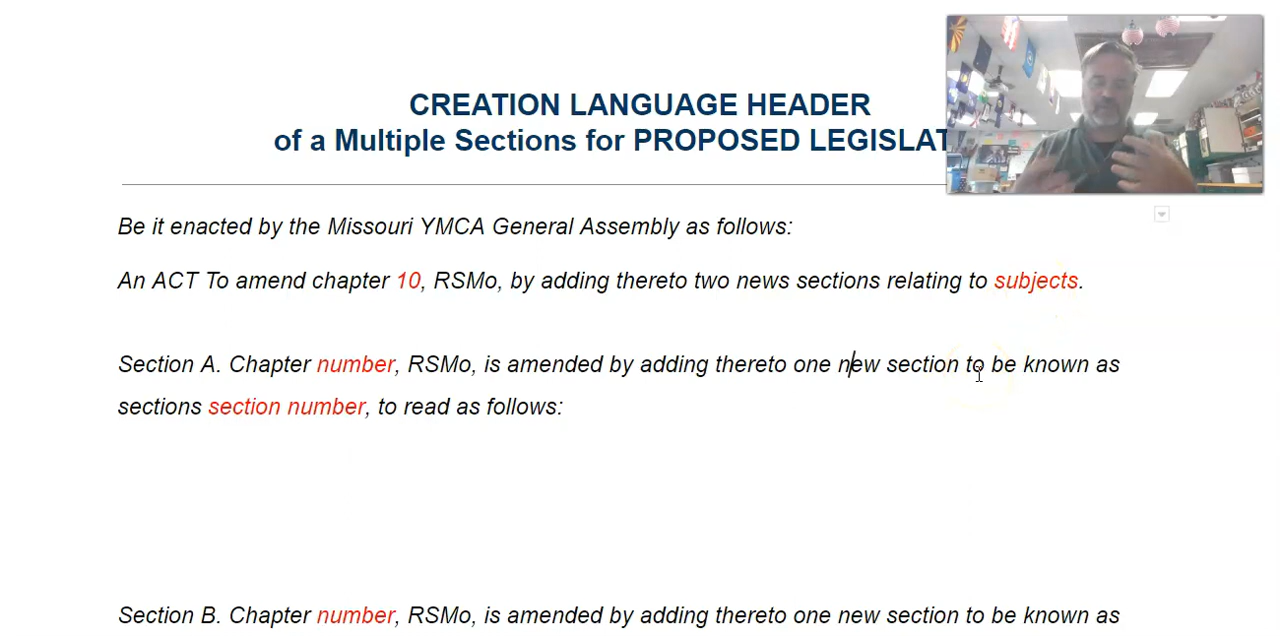 CREATION LANGUAGE HEADER
of a Multiple Sections for PROPOSED
Be it enacted by the Missouri YMCA General Assembly as follows:
An ACT To amend chapter 10, RSMo, by adding thereto two news sections relating to subjects.
Section A. Chapter number, RSMo, is amended by adding thereto one new section to be known as
sections section number, to read as follows:
Section B. Chapter number, RSMo, is amended by adding thereto one new section to be known as